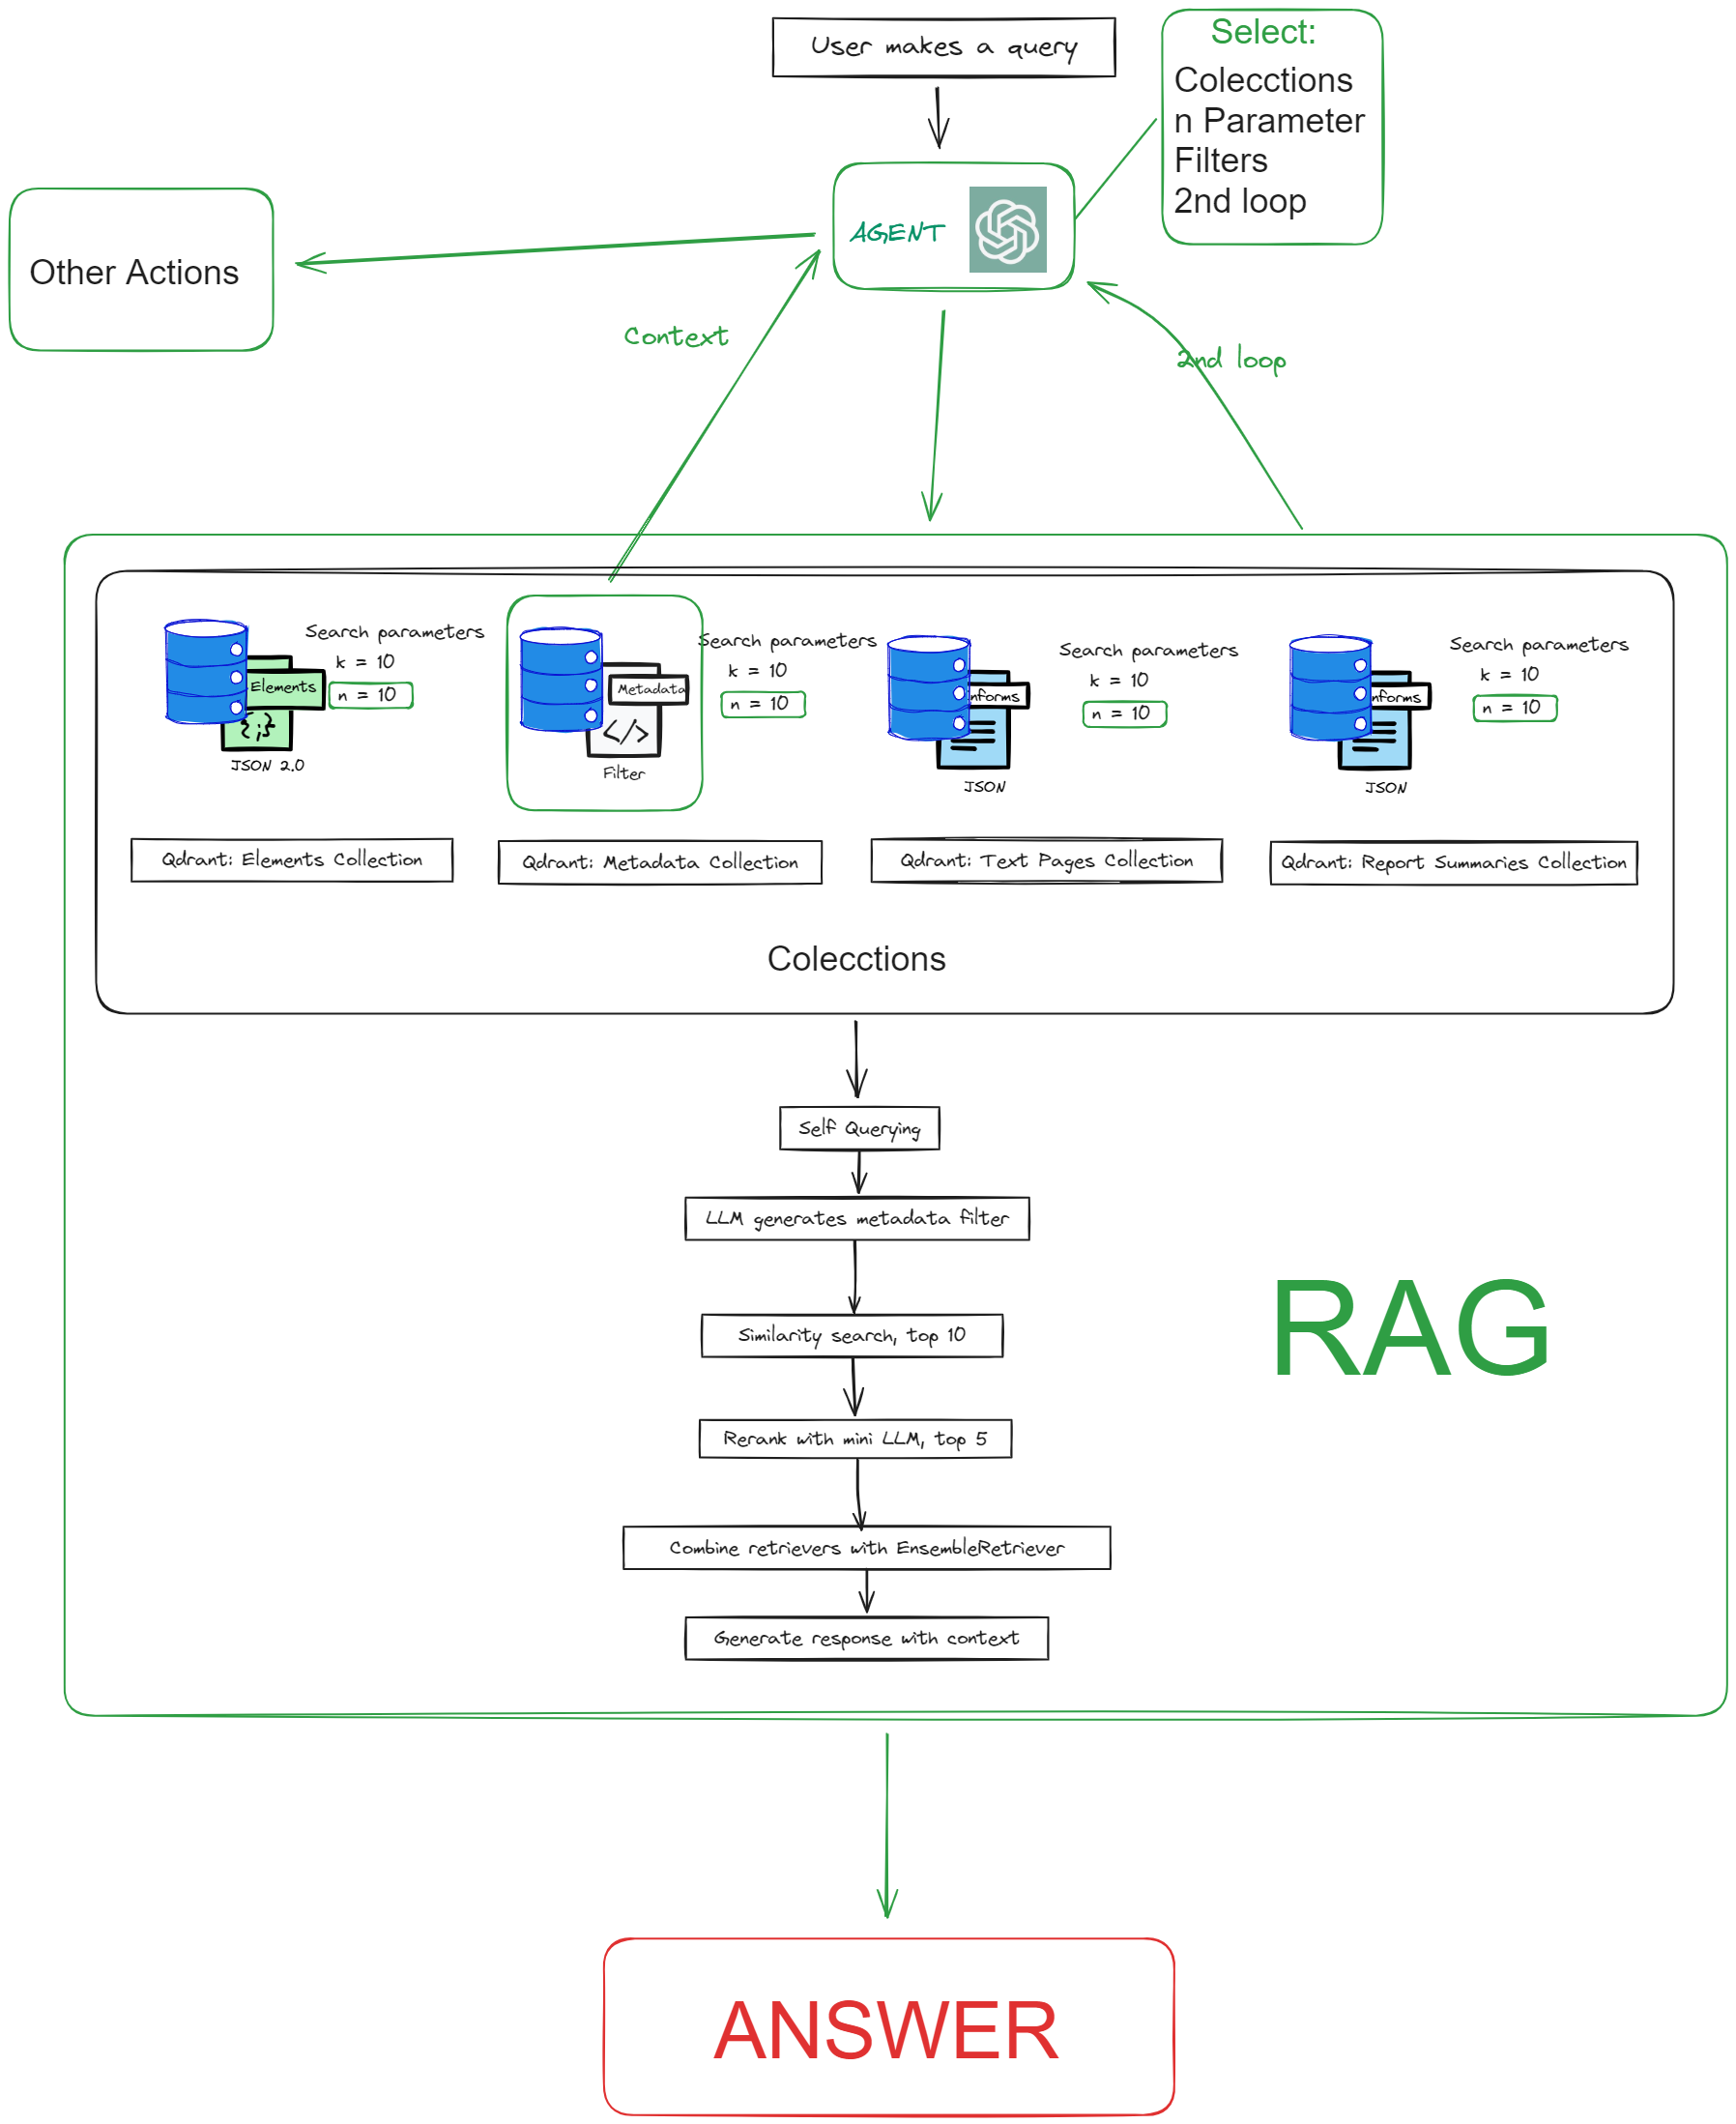 User makes a query
Select:
Colecctions
n Parameter
Filters
2nd loop
AGENT
Other Actions
Context
2nd loop
Search parameters
k = 10
n = 10
Elements
{;}
JSON 2.0
Search parameters
k = 10
n = 10
Metadata
</>
Filter
Search parameters
k = 10
n = 10
nforms
JSON
Search parameters
k = 10
n = 10
nforms
JSON
Qdrant: Elements Collection
Qdrant: Metadata Collection
Qdrant: Text Pages Collection
Qdrant: Report Summaries Collection
Colecctions
Self Querying
LLM generates metadata filter
Similarity search, top 10
RAG
Rerank with mini LLM, top 5
Combine retrievers with EnsembleRetriever
Generate response with context
ANSWER